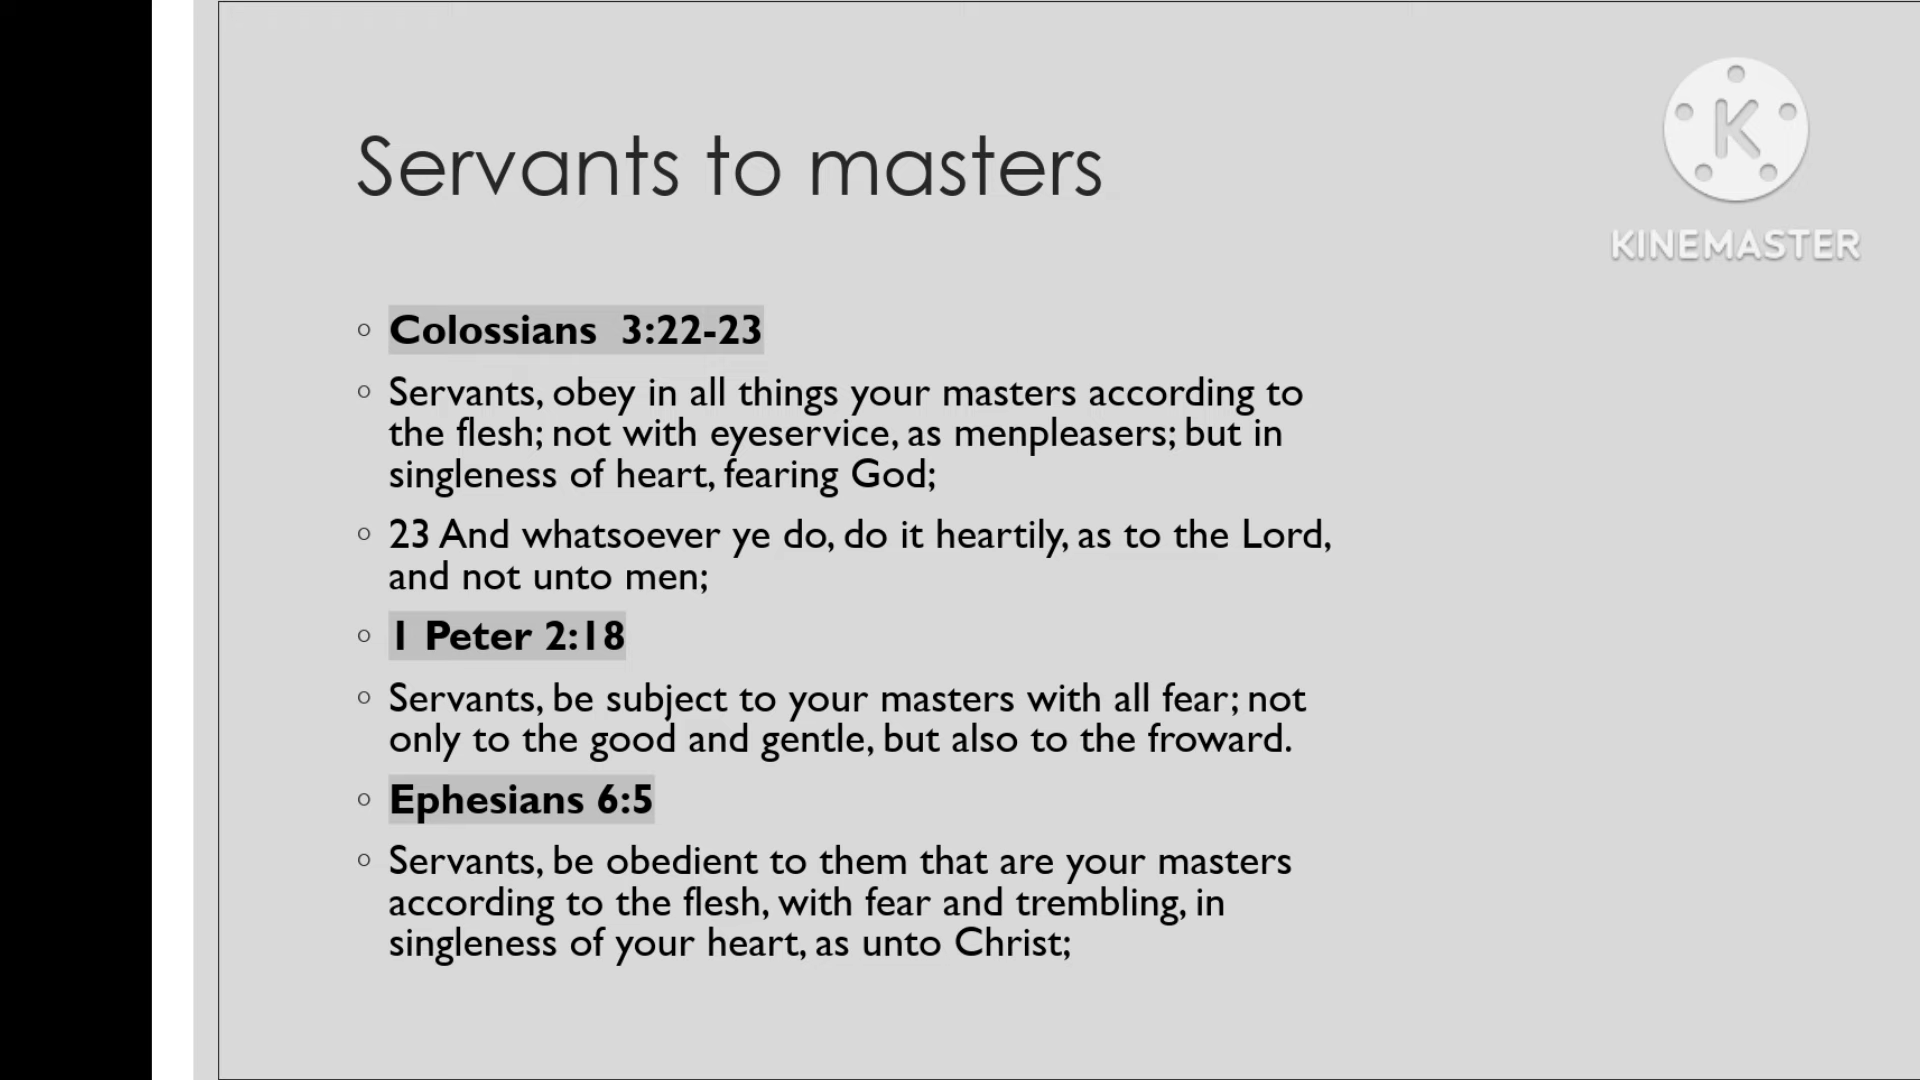 Servants to masters
K
KINEMASTER
Colossians  3:22-23
Servants, obey in all things your masters according to
the flesh; not with eyeservice, as menpleasers; but in
singleness of heart, fearing God;
23 And whatsoever ye do, do it heartily, as to the Lord,
and not unto men;
1 Peter 2:18
Servants, be subject to your masters with all fear; not
only to the good and gentle, but also to the froward.
Ephesians 6:5
Servants, be obedient to them that are your masters
according to the flesh, with fear and trembling, in
singleness of your heart, as unto Christ;